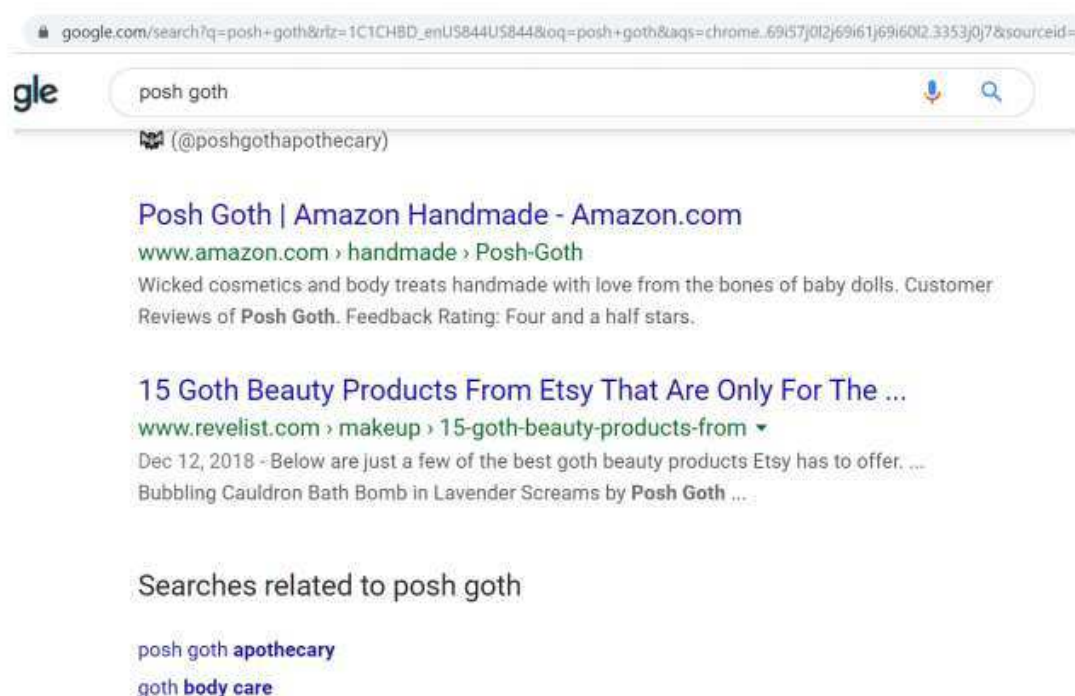 google.com/search?q=posh+goth&rlz=1C1CHBD_enUS844US844&oq=posh+goth&aqs=chrome..69i57j0l2j69i61j69i60l2.3353j0j7&sourceid=
gle
posh goth
(@poshgothapothecary)
Posh Goth | Amazon Handmade - Amazon.com
www.amazon.com › handmade › Posh-Goth
Wicked cosmetics and body treats handmade with love from the bones of baby dolls. Customer
Reviews of Posh Goth. Feedback Rating: Four and a half stars.
15 Goth Beauty Products From Etsy That Are Only For The ...
www.revelist.com › makeup › 15-goth-beauty-products-from
Dec 12, 2018 - Below are just a few of the best goth beauty products Etsy has to offer. ...
Bubbling Cauldron Bath Bomb in Lavender Screams by Posh Goth ...
Searches related to posh goth
posh goth apothecary
goth body care